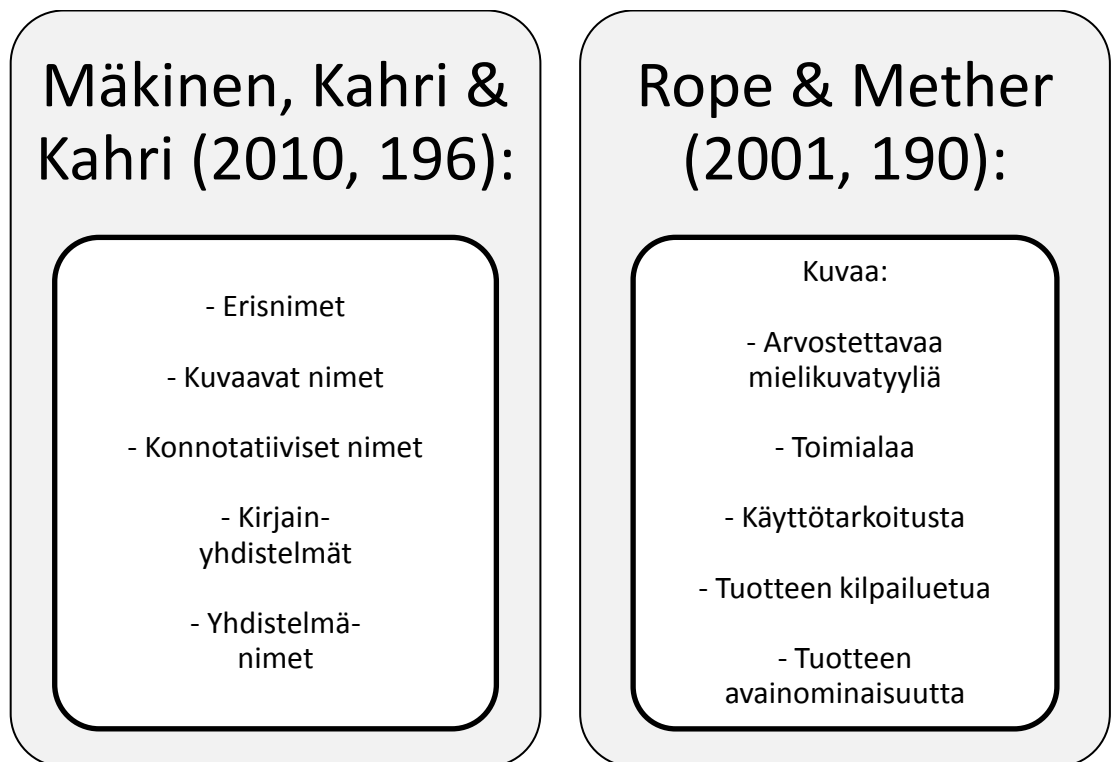 Mäkinen, Kahri &
Kahri (2010, 196):
- Erisnimet
- Kuvaavat nimet
- Konnotatiiviset nimet
- Kirjain-
yhdistelmät
- Yhdistelmä-
nimet
Rope & Mether
(2001, 190):
Kuvaa:
- Arvostettavaa
mielikuvatyyliä
- Toimialaa
- Käyttötarkoitusta
- Tuotteen kilpailuetua
- Tuotteen
avainominaisuutta